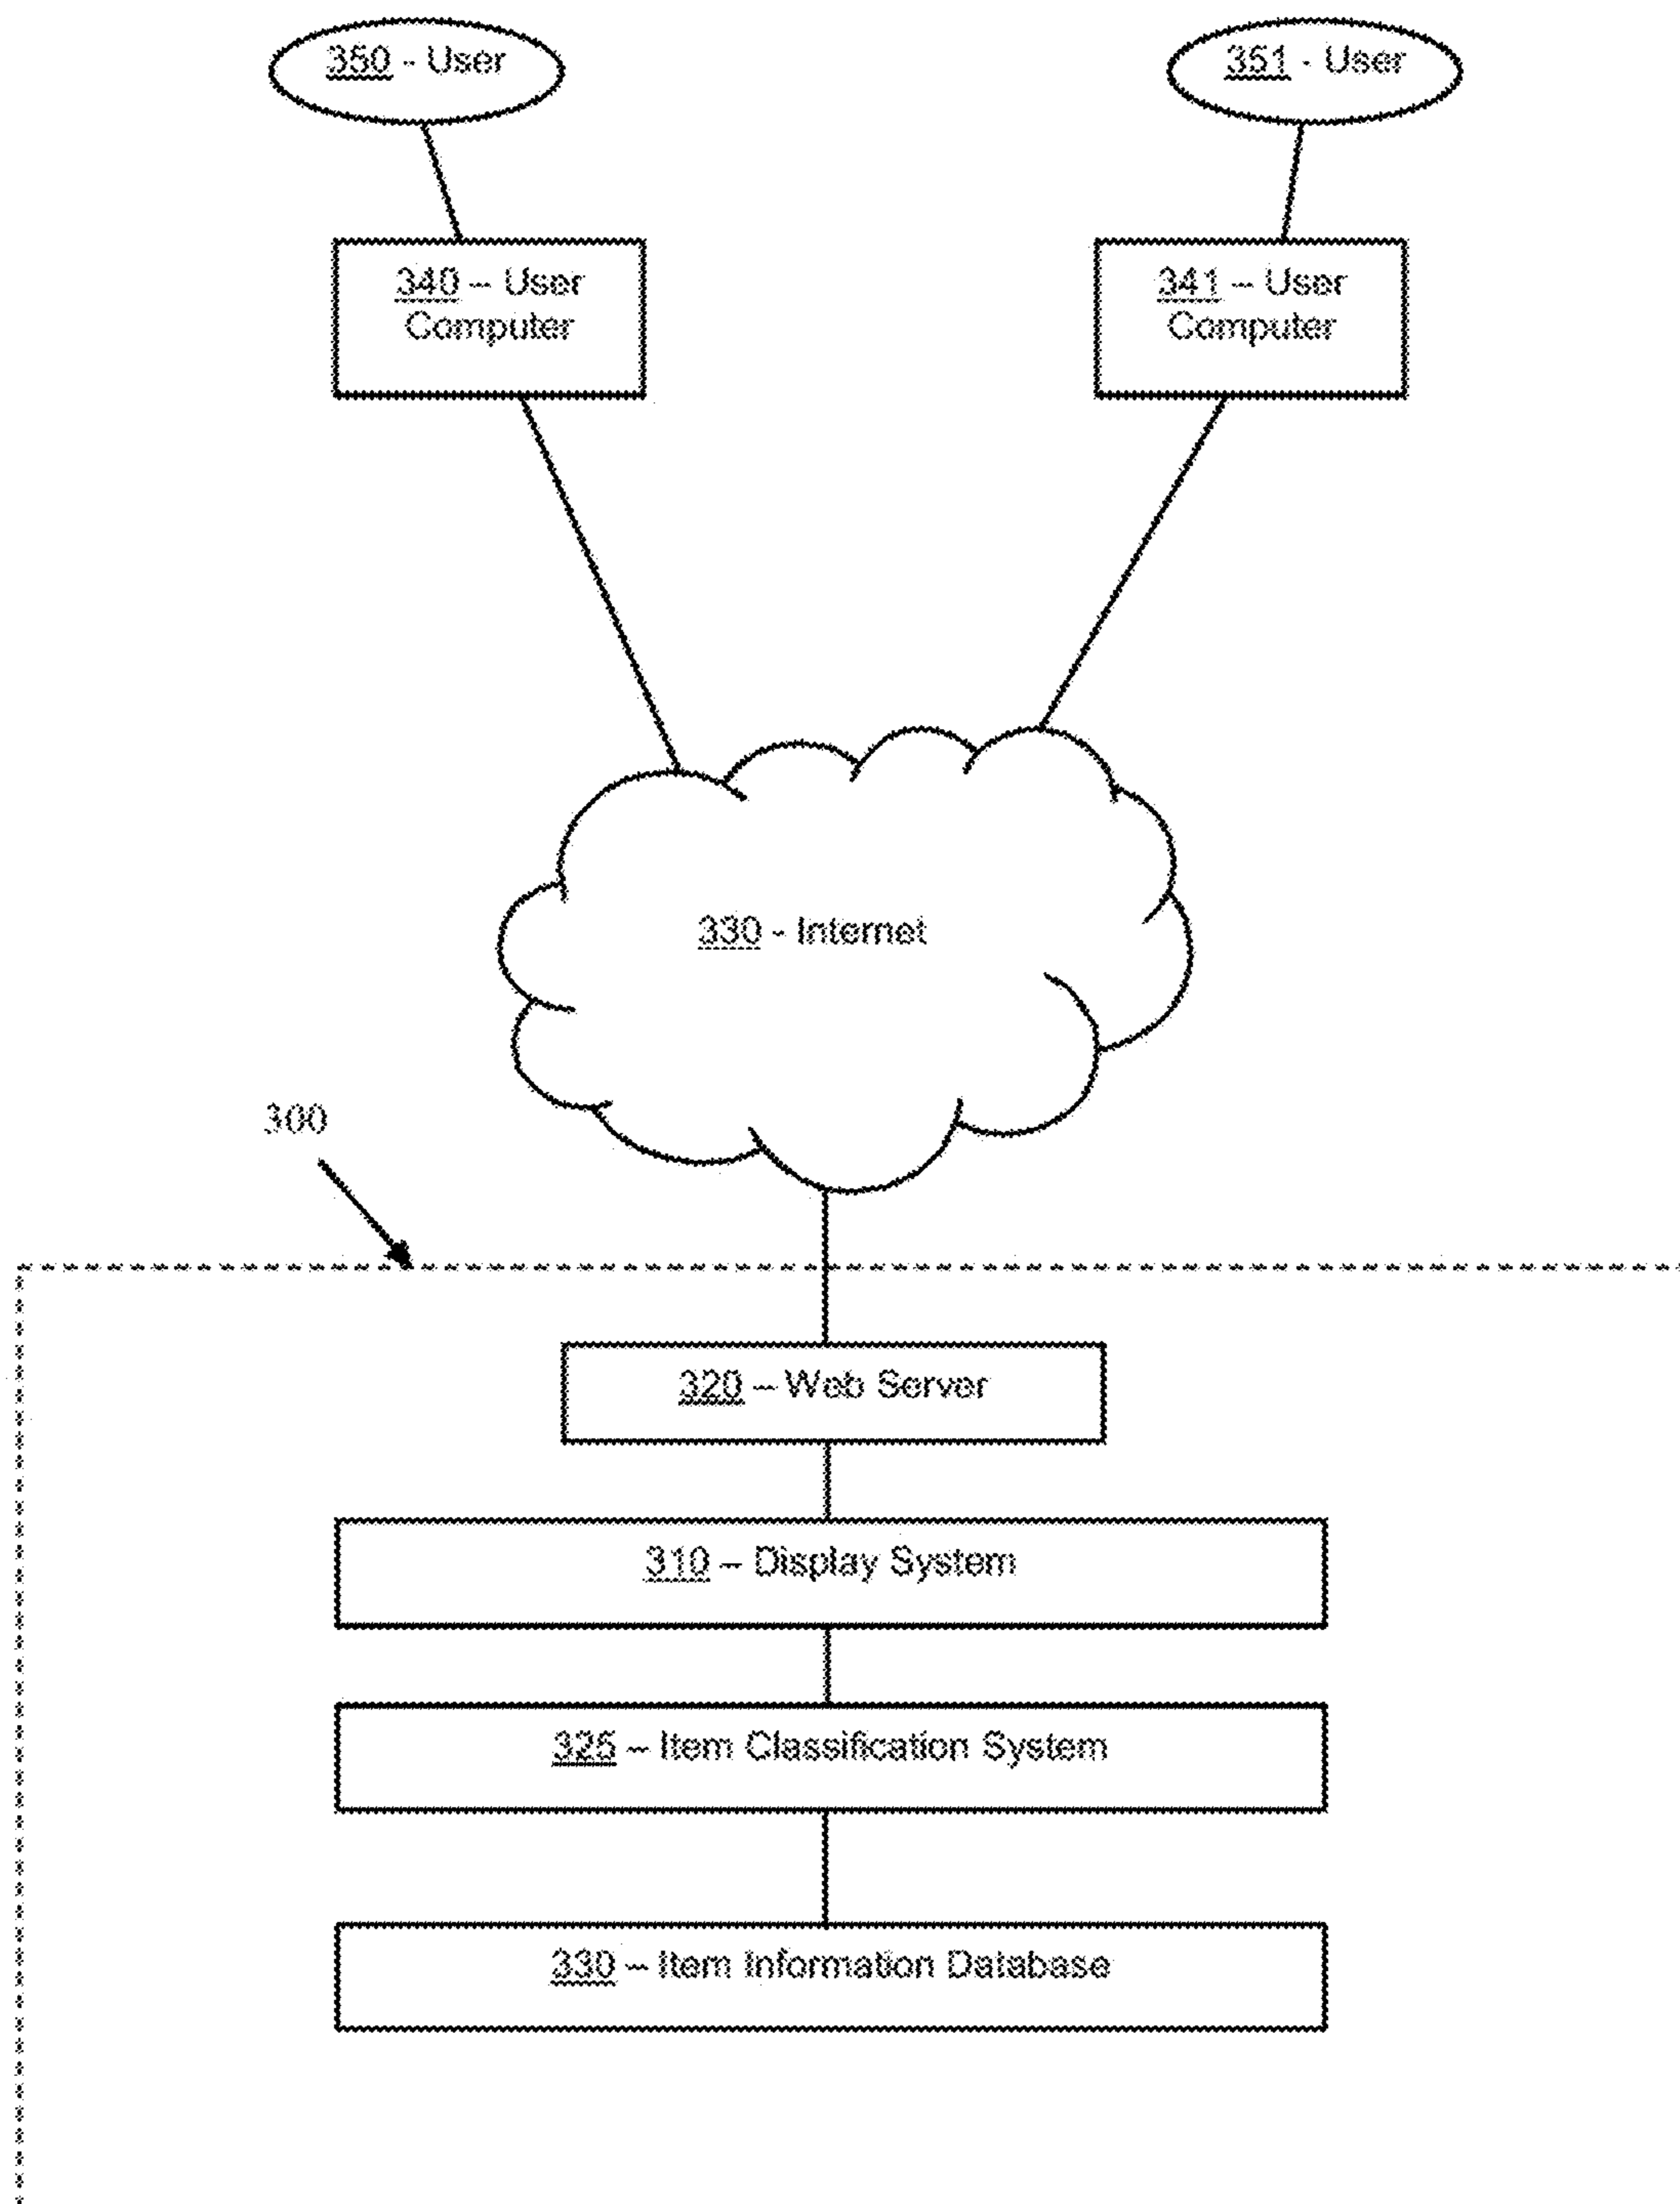 350 - User
351 - User
340 – User
Computer
341 – User
Computer
330 - Internet
300
320 – Web Server
310 – Display System
325 – Item Classification System
330 – Item Information Database